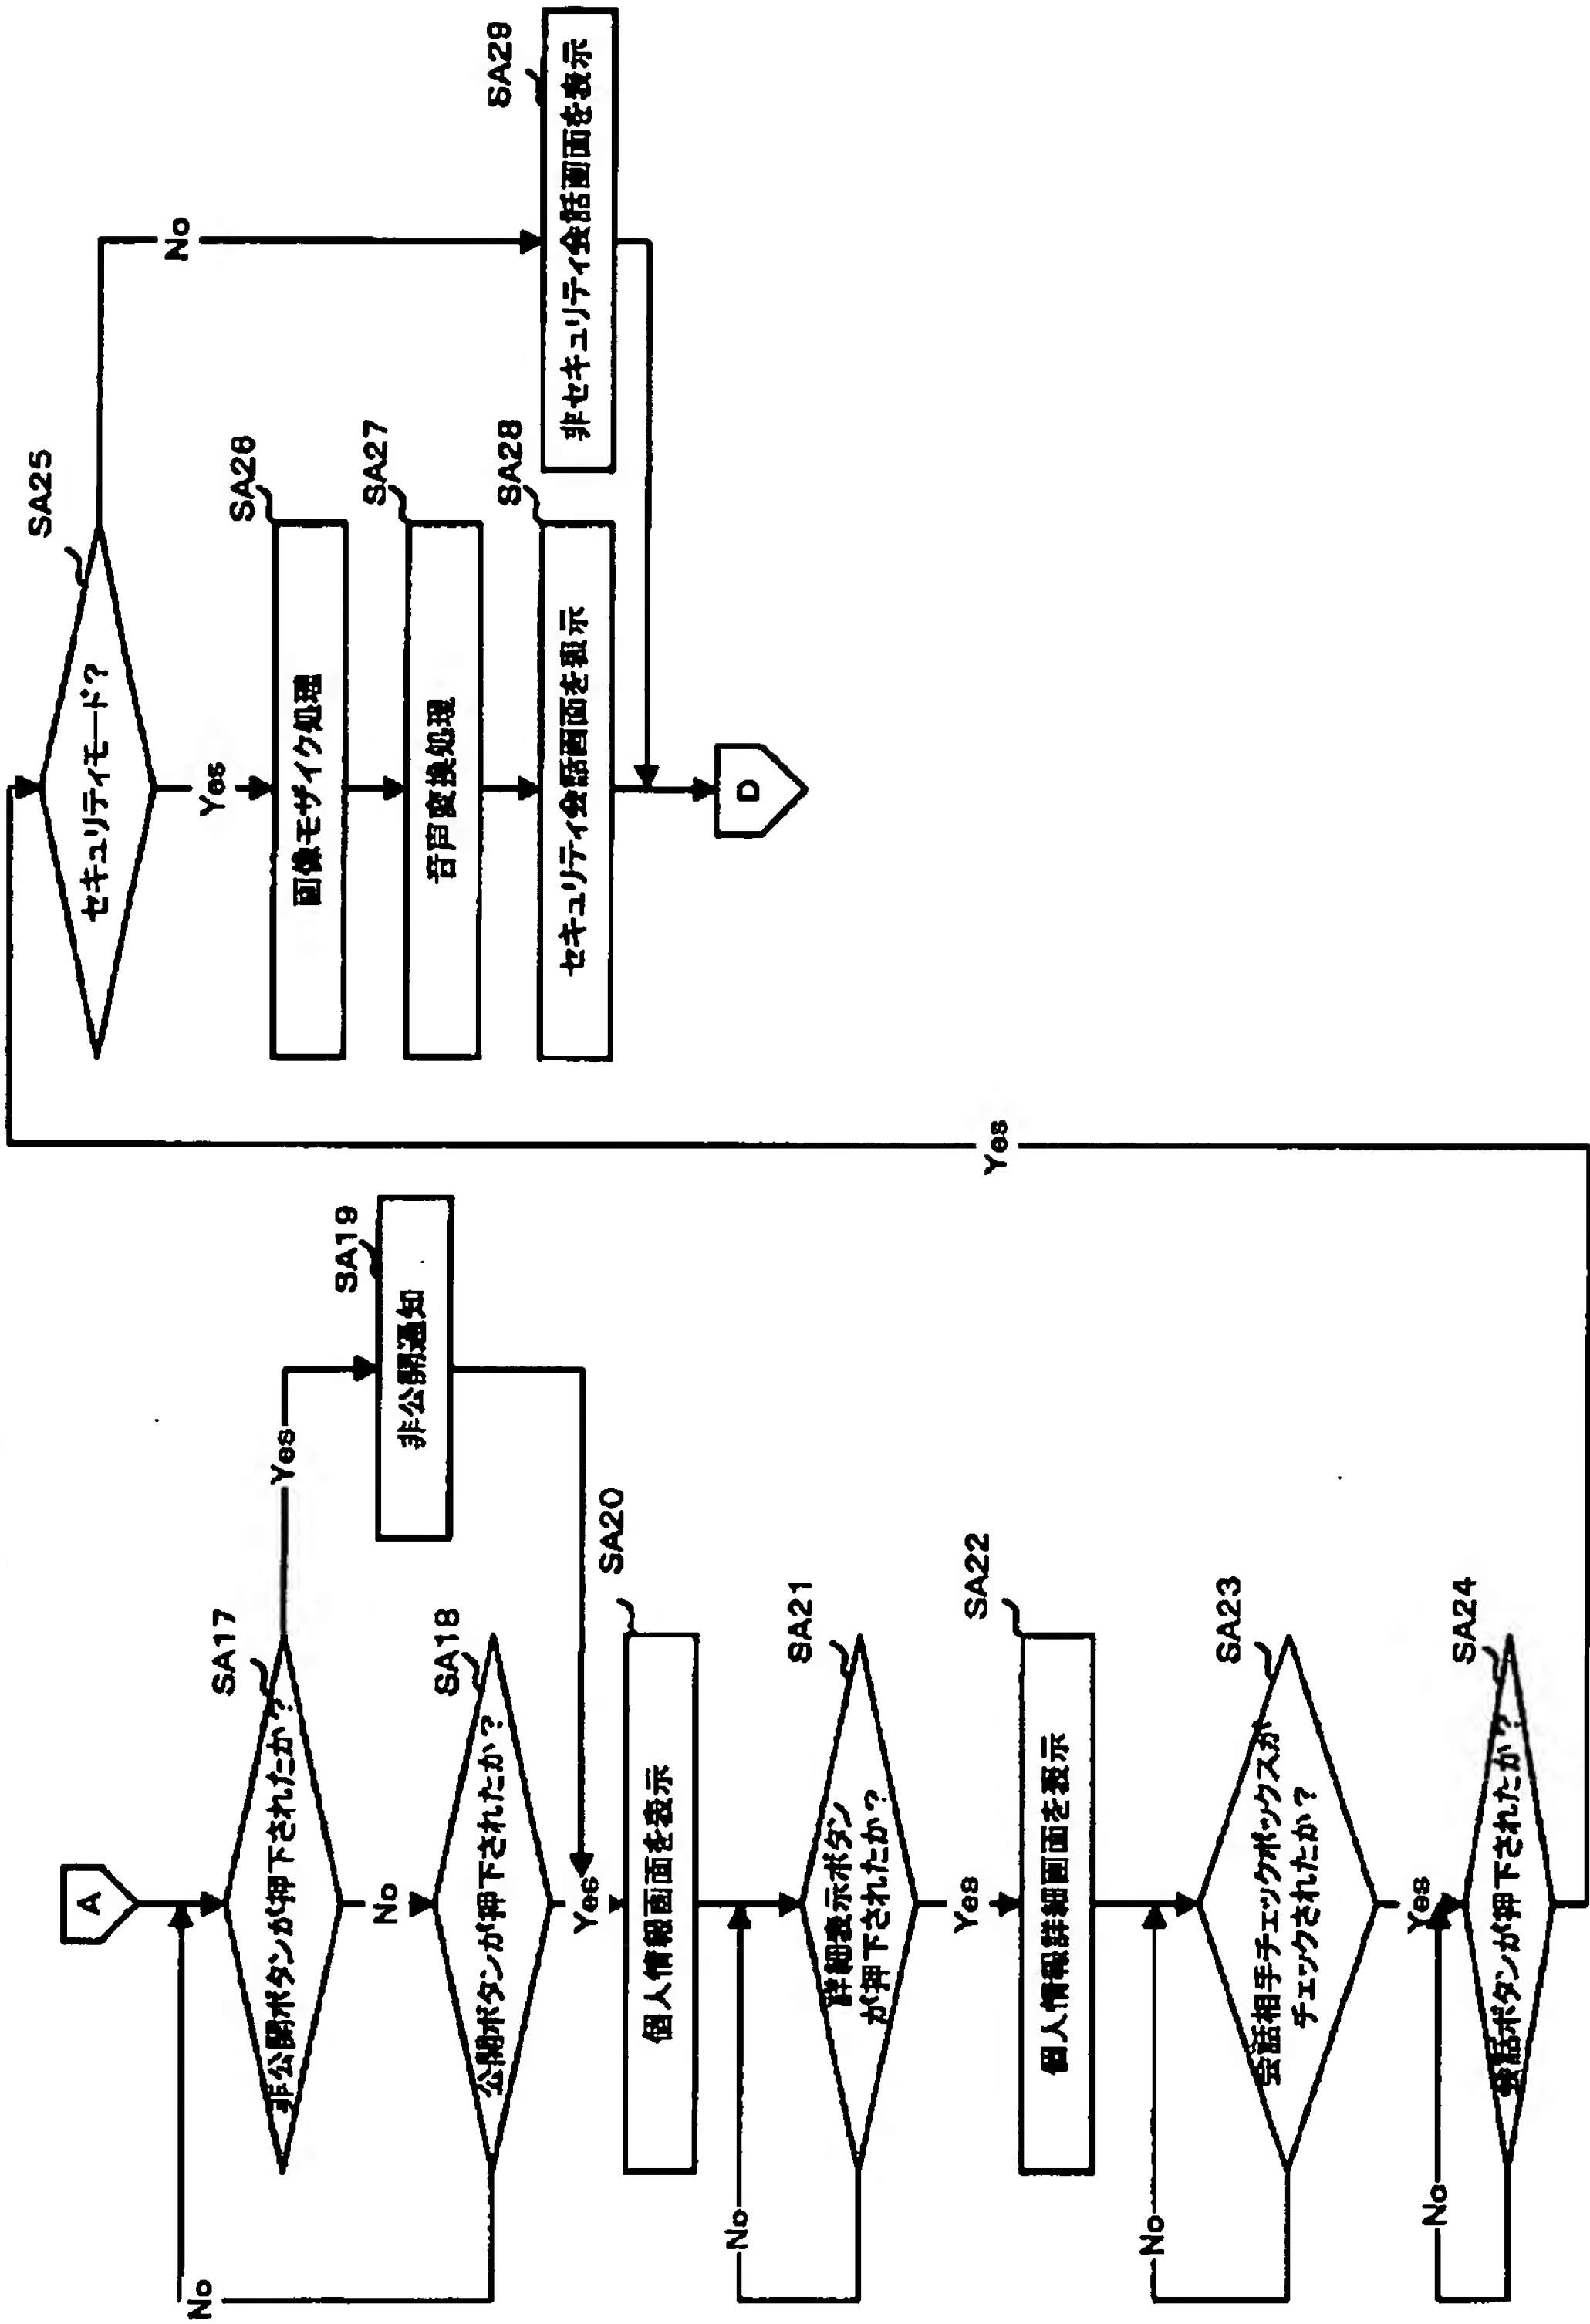 A
SA17
非公開ボタンが押下されたか?
Yes
No
SA18
公開ボタンが押下されたか?
No
Yes
SA19
非公開通知
SA20
個人情報画面を表示
SA21
詳細表示ボタン
が押下されたか?
No
Yes
SA22
個人情報詳細画面を表示
SA23
会話相手チェックボックスが
チェックされたか?
No
Yes
SA24
会話ボタンが押下されたか?
No
Yes
SA25
セキュリティモード?
No
Yes
SA26
画像モザイク処理
SA27
音声変換処理
SA28
セキュリティ会話画面を表示
SA29
非セキュリティ会話画面を表示
D